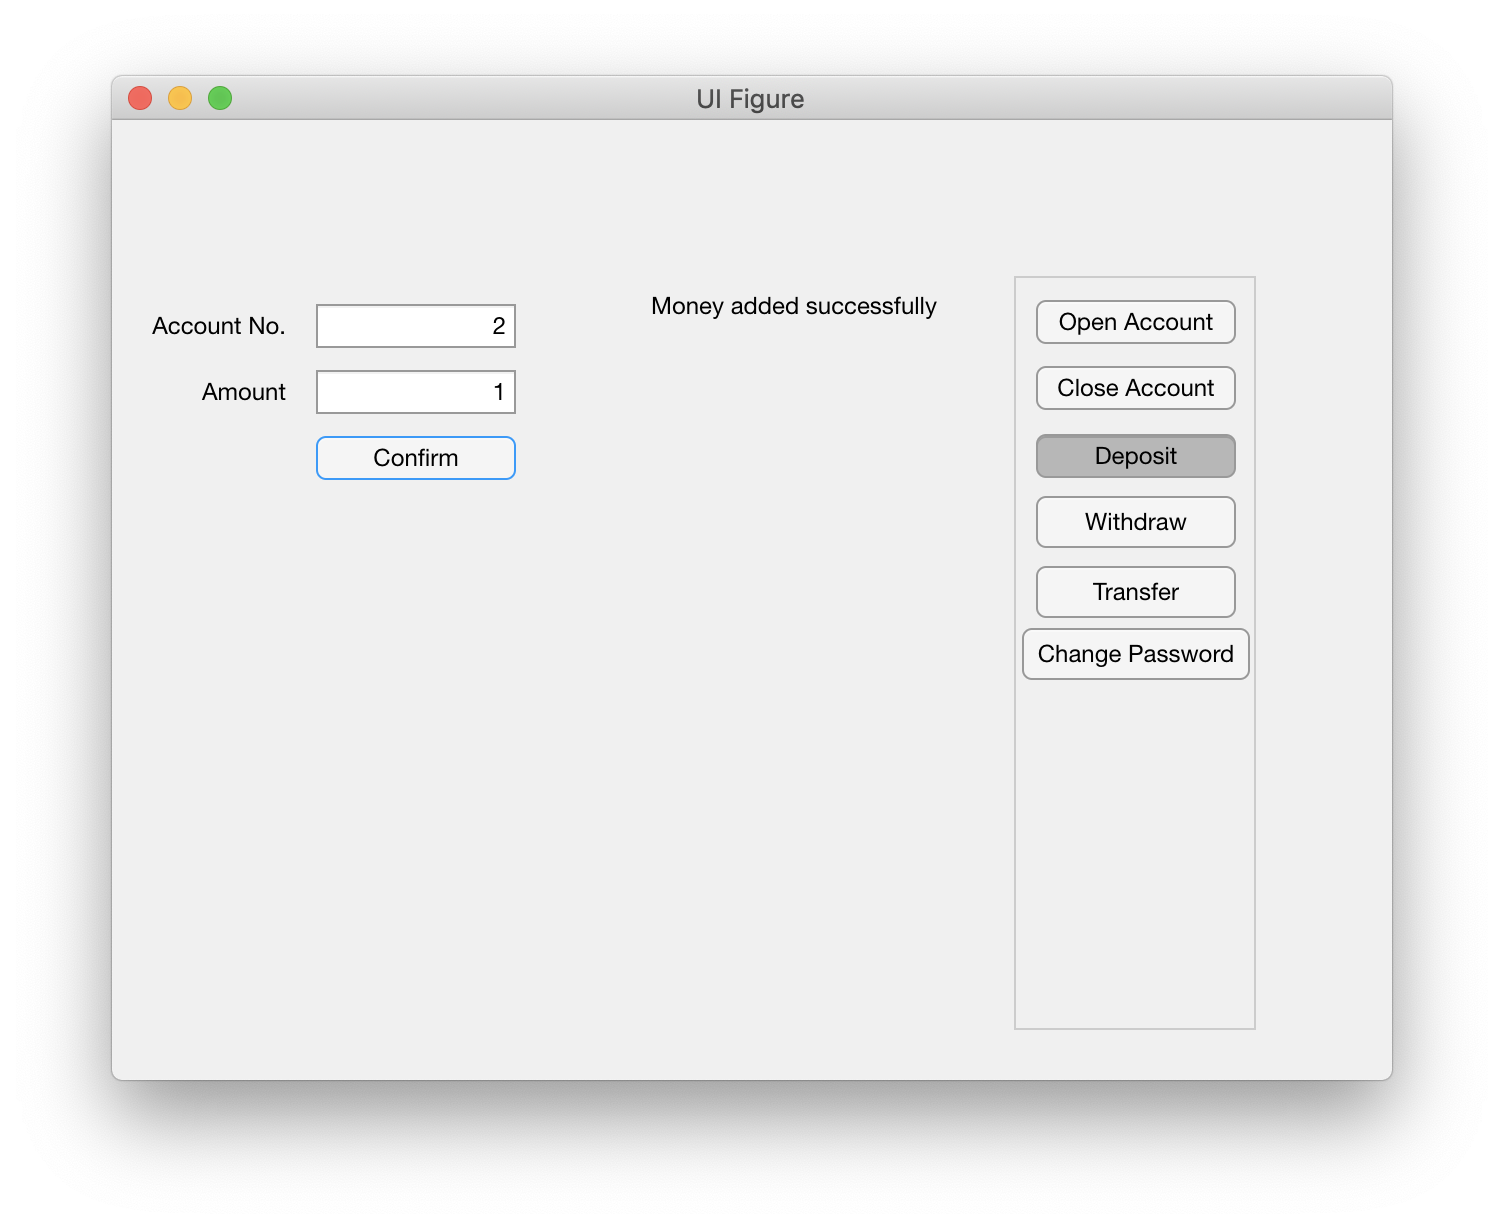 UI Figure
Account No.
2
Amount
1
Confirm
Money added successfully
Open Account
Close Account
Deposit
Withdraw
Transfer
Change Password